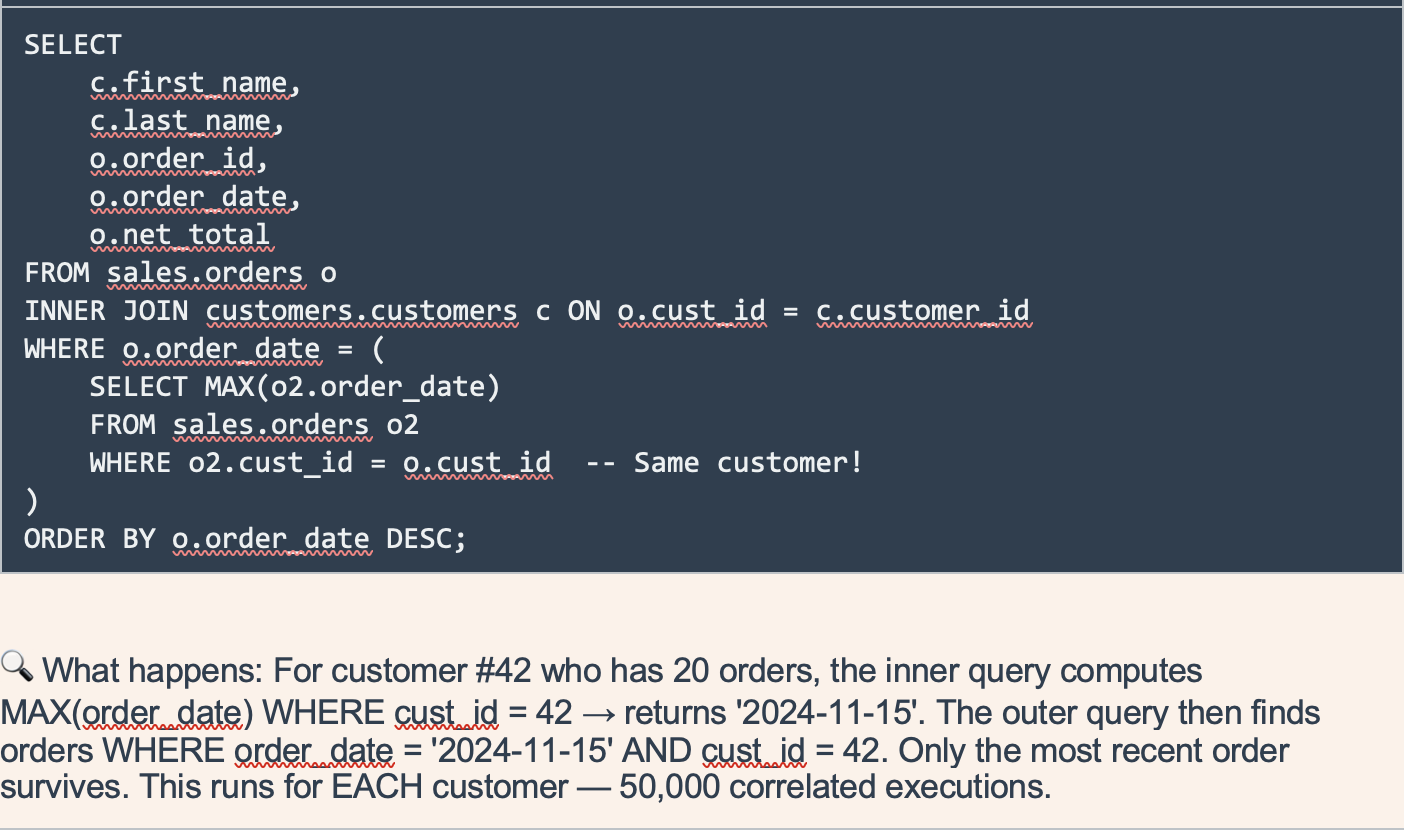 SELECT
    c.first_name,
    c.last_name,
    o.order_id,
    o.order_date,
    o.net_total
FROM sales.orders o
INNER JOIN customers.customers c ON o.cust_id = c.customer_id
WHERE o.order_date = (
    SELECT MAX(o2.order_date)
    FROM sales.orders o2
    WHERE o2.cust_id = o.cust_id  -- Same customer!
)
ORDER BY o.order_date DESC;
🔍 What happens: For customer #42 who has 20 orders, the inner query computes
MAX(order_date) WHERE cust_id = 42 → returns '2024-11-15'. The outer query then finds
orders WHERE order_date = '2024-11-15' AND cust_id = 42. Only the most recent order
survives. This runs for EACH customer — 50,000 correlated executions.